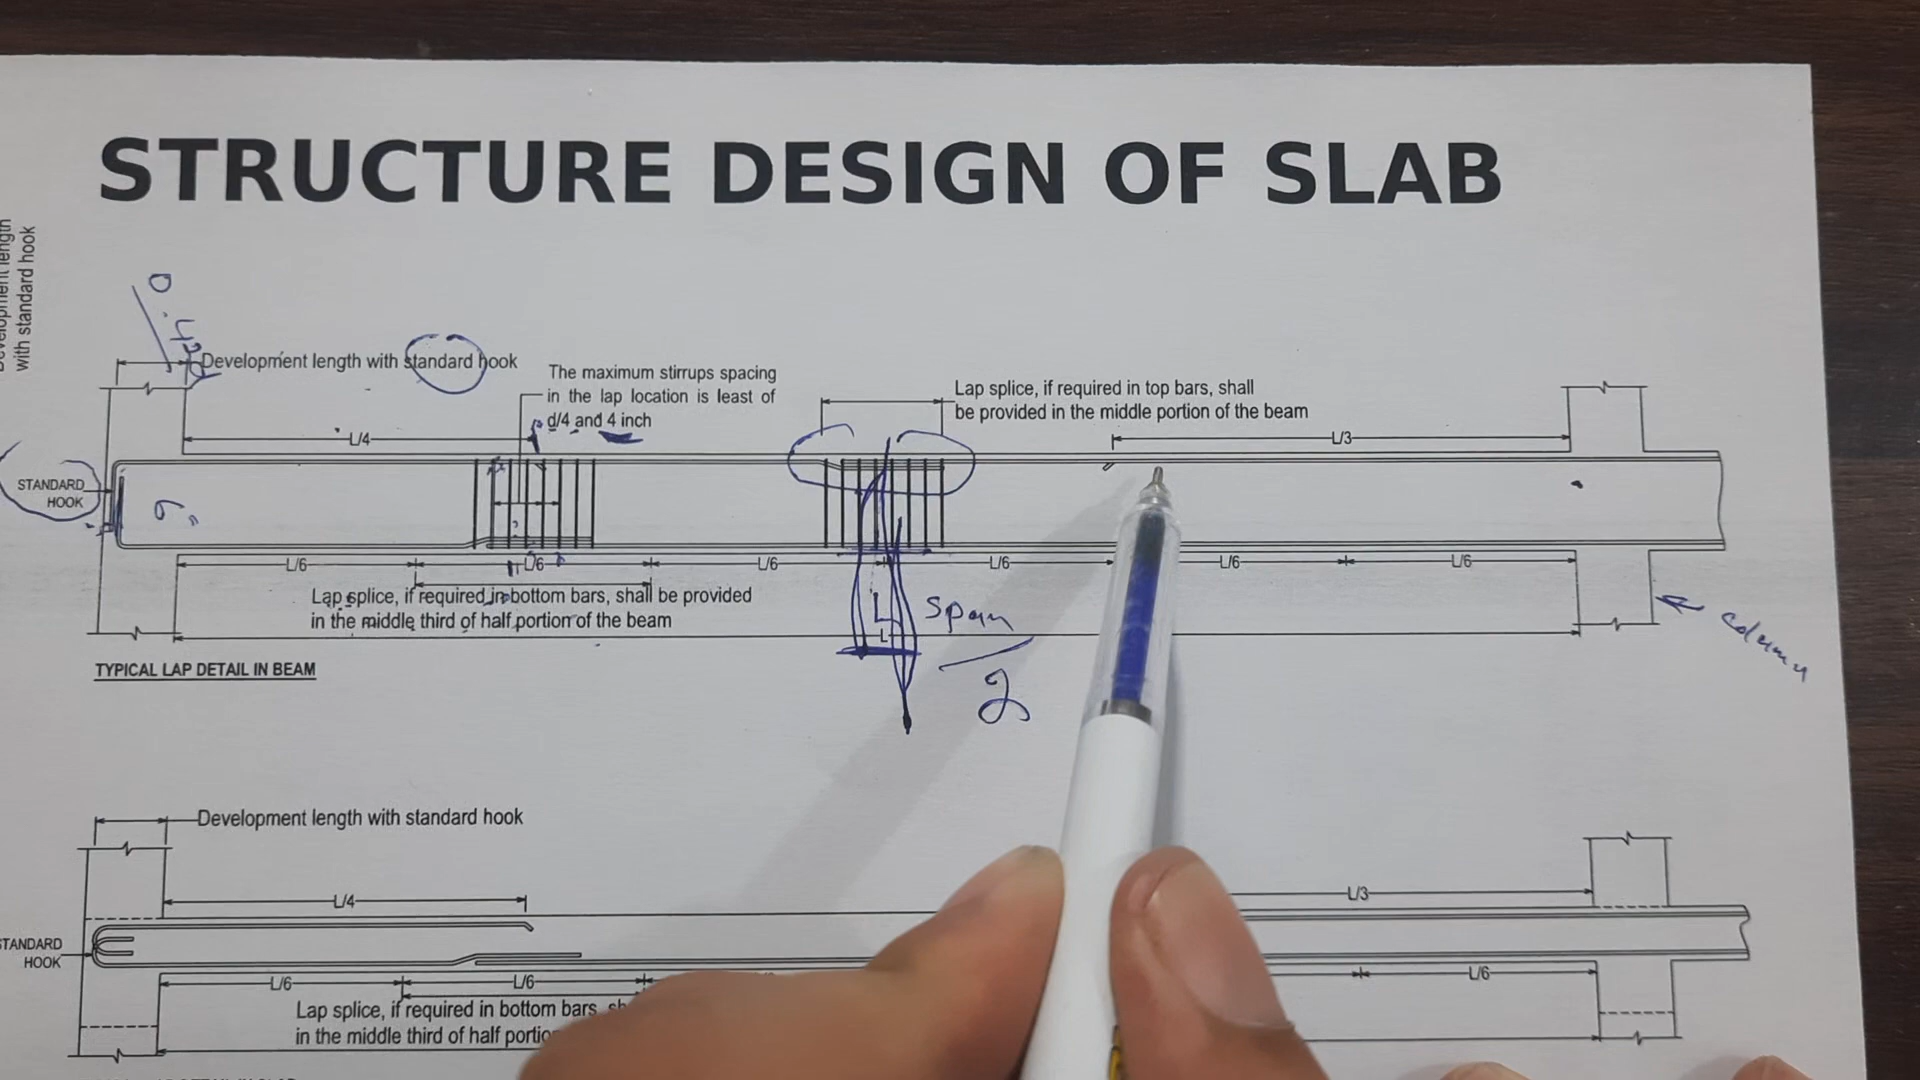 STRUCTURE DESIGN OF SLAB
with standard hook
Development length with standard hook
The maximum stirrups spacing
in the lap location is least of
d/4 and 4 inch
Lap splice, if required in top bars, shall
be provided in the middle portion of the beam
L/4
L/3
STANDARD
HOOK
L/6
L/6
L/6
L/6
L/6
L/6
Lap splice, if required in bottom bars, shall be provided
in the middle third of half portion of the beam
L
L
span
2
column
TYPICAL LAP DETAIL IN BEAM
Development length with standard hook
L/4
L/3
STANDARD
HOOK
L/6
L/6
L/6
Lap splice, if required in bottom bars
in the middle third of half